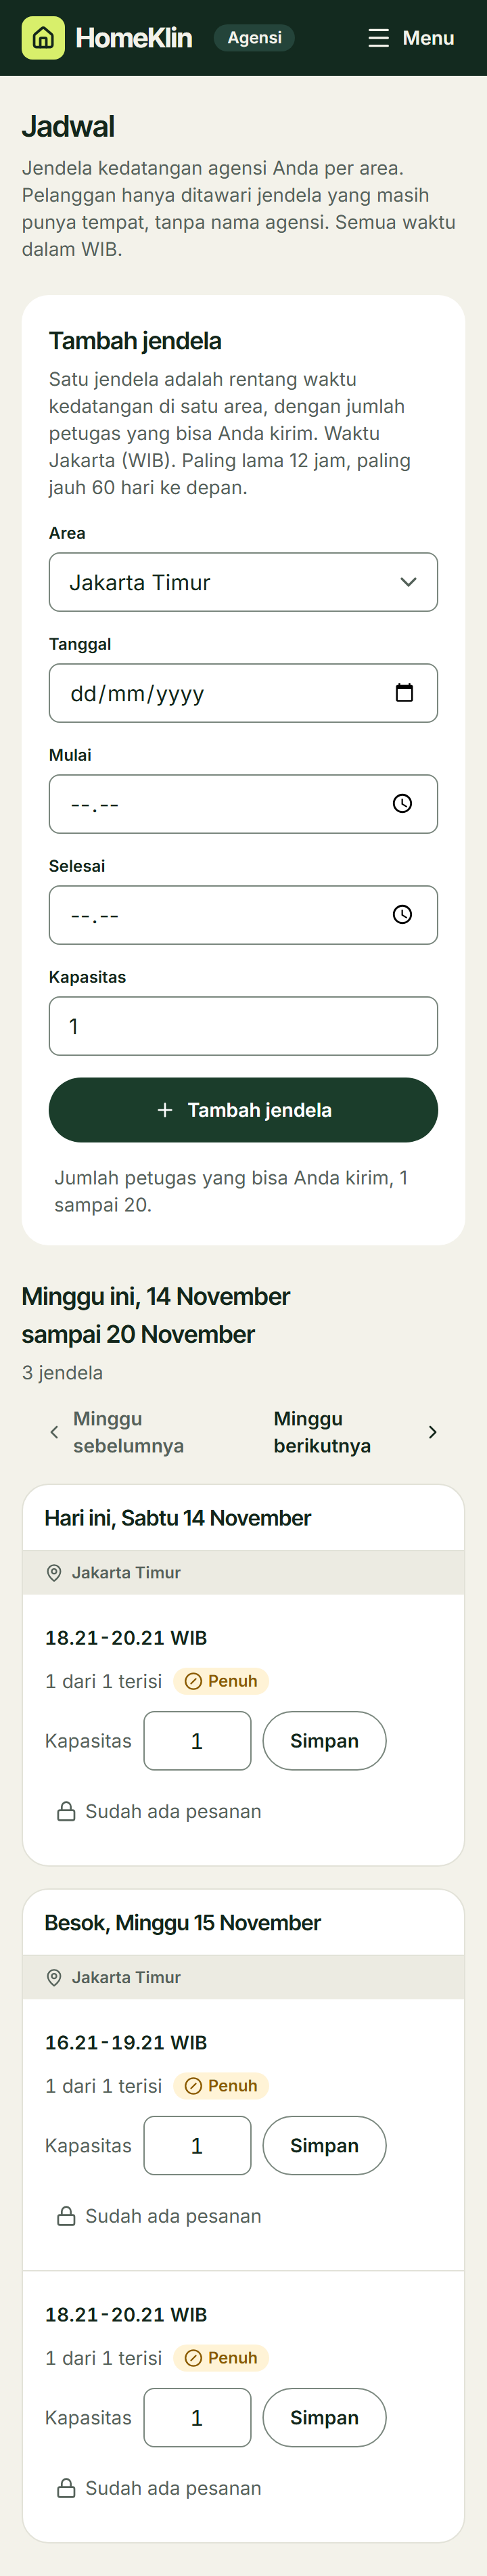 HomeKlin
Agensi
Menu
Jadwal
Jendela kedatangan agensi Anda per area.
Pelanggan hanya ditawari jendela yang masih
punya tempat, tanpa nama agensi. Semua waktu
dalam WIB.
Tambah jendela
Satu jendela adalah rentang waktu
kedatangan di satu area, dengan jumlah
petugas yang bisa Anda kirim. Waktu
Jakarta (WIB). Paling lama 12 jam, paling
jauh 60 hari ke depan.
Area
Jakarta Timur
Tanggal
dd/mm/yyyy
Mulai
--.--
Selesai
--.--
Kapasitas
1
Tambah jendela
Jumlah petugas yang bisa Anda kirim, 1
sampai 20.
Minggu ini, 14 November
sampai 20 November
3 jendela
Minggu
sebelumnya
Minggu
berikutnya
Hari ini, Sabtu 14 November
Jakarta Timur
18.21-20.21 WIB
1 dari 1 terisi
Penuh
Kapasitas
1
Simpan
Sudah ada pesanan
Besok, Minggu 15 November
Jakarta Timur
16.21-19.21 WIB
1 dari 1 terisi
Penuh
Kapasitas
1
Simpan
Sudah ada pesanan
18.21-20.21 WIB
1 dari 1 terisi
Penuh
Kapasitas
1
Simpan
Sudah ada pesanan